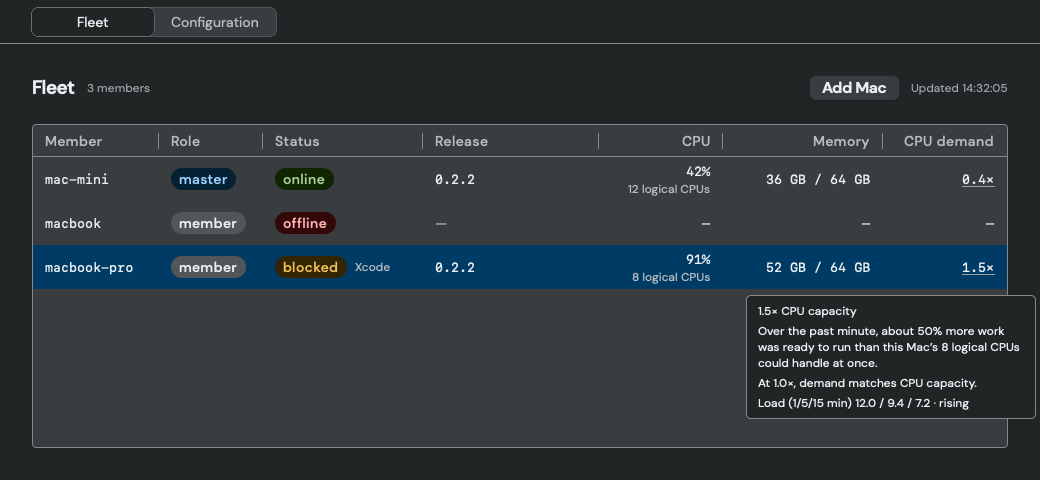 Fleet Configuration
Fleet 3 members Add Mac Updated 14:32:05
Member Role Status Release CPU Memory CPU demand
mac-mini master online 0.2.2 42% 36 GB / 64 GB 0.4×
12 logical CPUs
macbook member offline — — — —
macbook-pro member blocked Xcode 0.2.2 91% 52 GB / 64 GB 1.5×
8 logical CPUs
1.5× CPU capacity
Over the past minute, about 50% more work
was ready to run than this Mac’s 8 logical CPUs
could handle at once.
At 1.0×, demand matches CPU capacity.
Load (1/5/15 min) 12.0 / 9.4 / 7.2 · rising